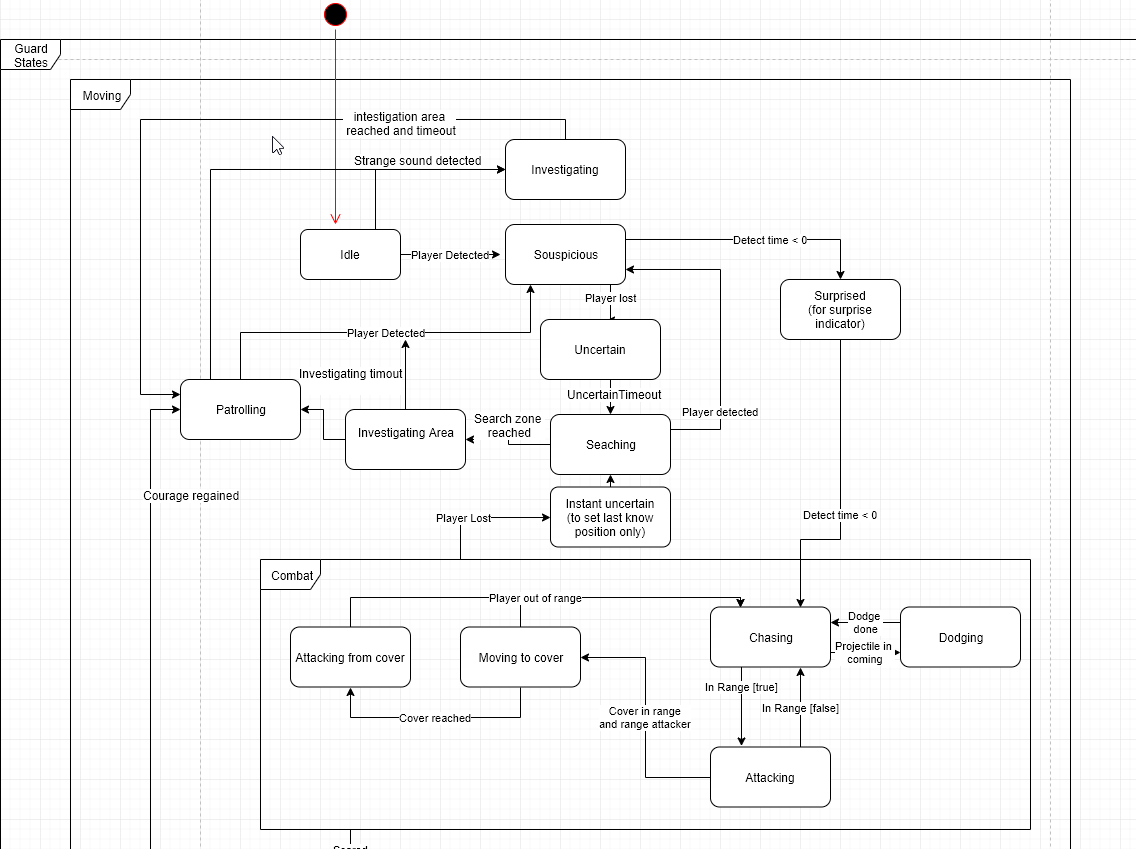 Guard
States
Moving
intestigation area
reached and timeout
Strange sound detected
Investigating
Idle
Player Detected
Souspicious
Detect time < 0
Surprised
(for surprise
indicator)
Player lost
Player Detected
Uncertain
Investigating timout
UncertainTimeout
Patrolling
Investigating Area
Search zone
reached
Player detected
Seaching
Courage regained
Instant uncertain
(to set last know
position only)
Player Lost
Detect time < 0
Combat
Player out of range
Attacking from cover
Moving to cover
Chasing
Dodge
done
Projectile in
coming
Dodging
In Range [true]
In Range [false]
Cover reached
Cover in range
and range attacker
Attacking